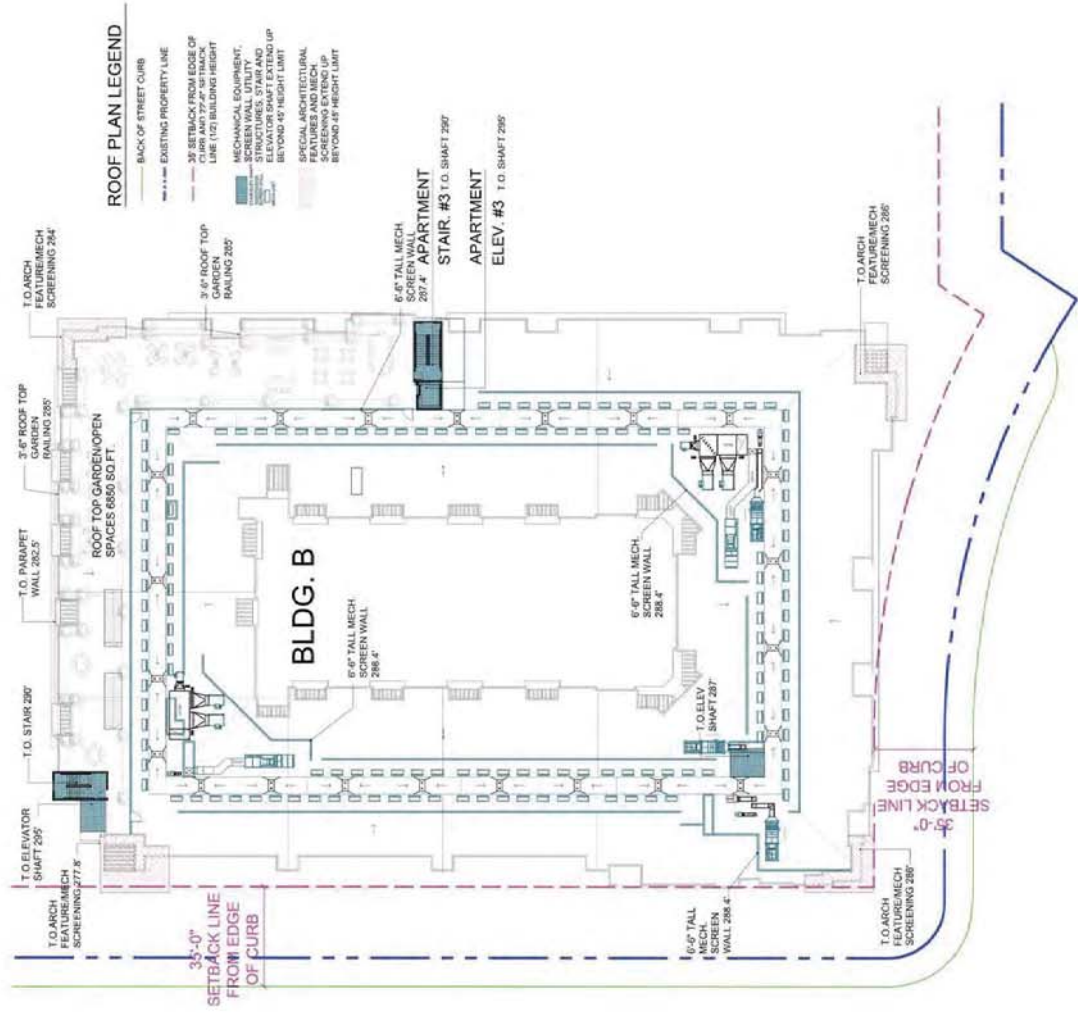 ROOF PLAN LEGEND
BACK OF STREET CURB
EXISTING PROPERTY LINE
35' SETBACK FROM EDGE OF
CURB AND 22'-6" SETBACK
LINE (1/2) BUILDING HEIGHT
MECHANICAL EQUIPMENT,
SCREEN WALL, UTILITY
STRUCTURES, STAIR AND
ELEVATOR SHAFT EXTEND UP
BEYOND 45' HEIGHT LIMIT
SPECIAL ARCHITECTURAL
FEATURES AND MECH.
SCREENING EXTEND UP
BEYOND 45' HEIGHT LIMIT
T.O.ARCH
FEATURE/MECH
SCREENING 284'
3'-6" ROOF TOP
GARDEN
RAILING 285'
3'-6" ROOF TOP
GARDEN
RAILING 285'
T.O. PARAPET
WALL 282.5'
ROOF TOP GARDEN/OPEN
SPACES 6850 SQ.FT.
T.O. STAIR 290'
T.O.ELEVATOR
SHAFT 295'
T.O.ARCH
FEATURE/MECH
SCREENING 277.8'
35'-0"
SETBACK LINE
FROM EDGE
OF CURB
6'-6" TALL MECH.
SCREEN WALL
287.4'
APARTMENT
STAIR. #3 T.O. SHAFT 290'
APARTMENT
ELEV. #3 T.O. SHAFT 295'
BLDG. B
6'-6" TALL MECH.
SCREEN WALL
286.4'
6'-6" TALL MECH.
SCREEN WALL
288.4'
T.O.ELEV
SHAFT 287'
T.O.ARCH
FEATURE/MECH
SCREENING 286'
6'-6" TALL
MECH.
SCREEN
WALL 288.4'
T.O.ARCH
FEATURE/MECH
SCREENING 286'
35'-0"
SETBACK LINE
FROM EDGE
OF CURB